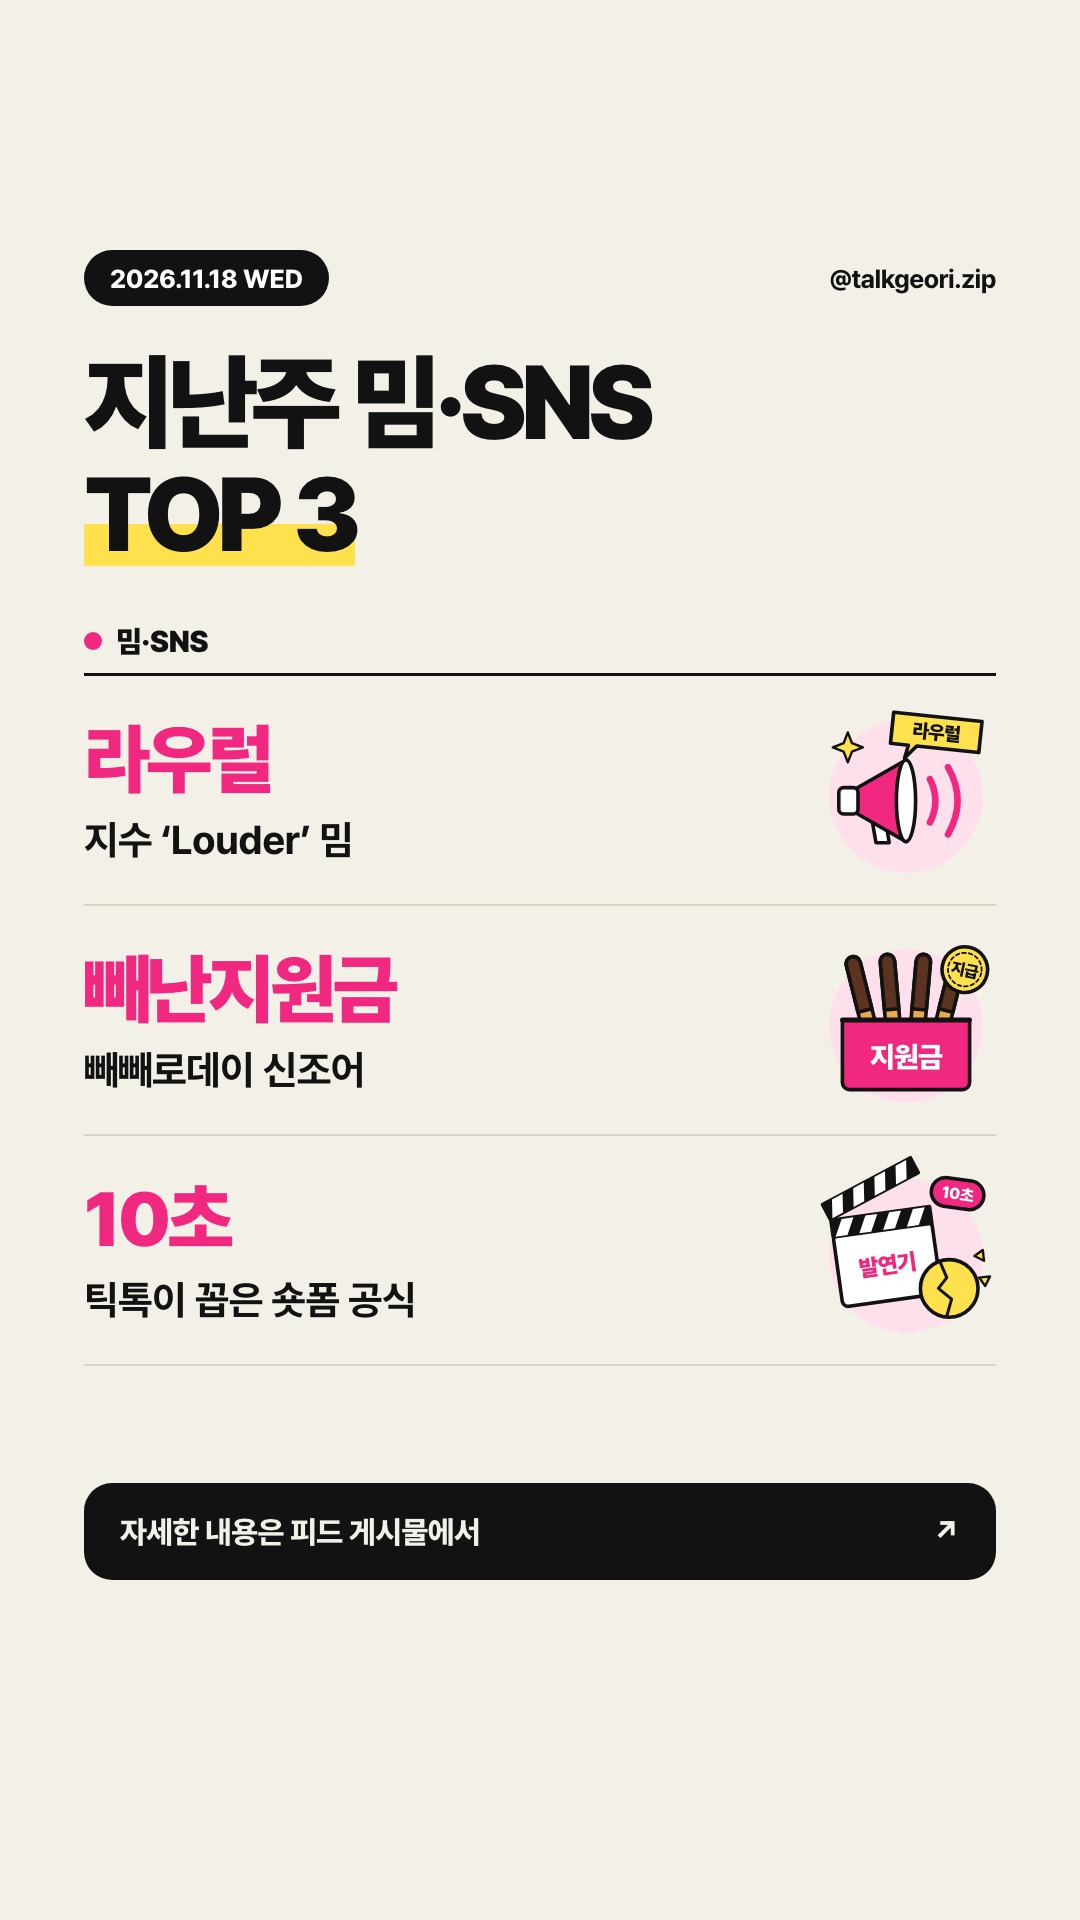 2026.11.18 WED
@talkgeori.zip
지난주 밈·SNS
TOP 3
밈·SNS
라우럴
지수 ‘Louder’ 밈
라우럴
빼난지원금
빼빼로데이 신조어
지급
지원금
10초
틱톡이 꼽은 숏폼 공식
10초
발연기
자세한 내용은 피드 게시물에서